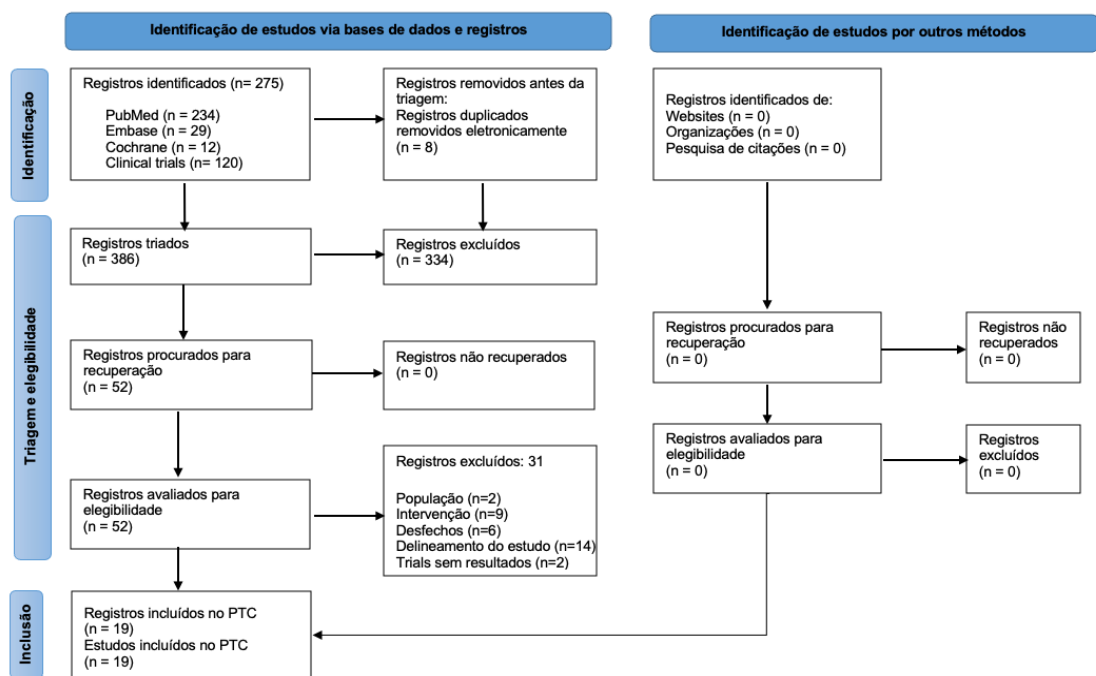 Identificação de estudos via bases de dados e registros
Identificação de estudos por outros métodos
Identificação
Registros identificados (n= 275)
PubMed (n = 234)
Embase (n = 29)
Cochrane (n = 12)
Clinical trials (n= 120)
Registros removidos antes da
triagem:
Registros duplicados
removidos eletronicamente
(n = 8)
Registros identificados de:
Websites (n = 0)
Organizações (n = 0)
Pesquisa de citações (n = 0)
Triagem e elegibilidade
Registros triados
(n = 386)
Registros excluídos
(n = 334)
Registros procurados para
recuperação
(n = 52)
Registros não recuperados
(n = 0)
Registros procurados para
recuperação
(n = 0)
Registros não
recuperados
(n = 0)
Registros avaliados para
elegibilidade
(n = 52)
Registros excluídos: 31
População (n=2)
Intervenção (n=9)
Desfechos (n=6)
Delineamento do estudo (n=14)
Trials sem resultados (n=2)
Registros avaliados para
elegibilidade
(n = 0)
Registros
excluídos
(n = 0)
Inclusão
Registros incluídos no PTC
(n = 19)
Estudos incluídos no PTC
(n = 19)